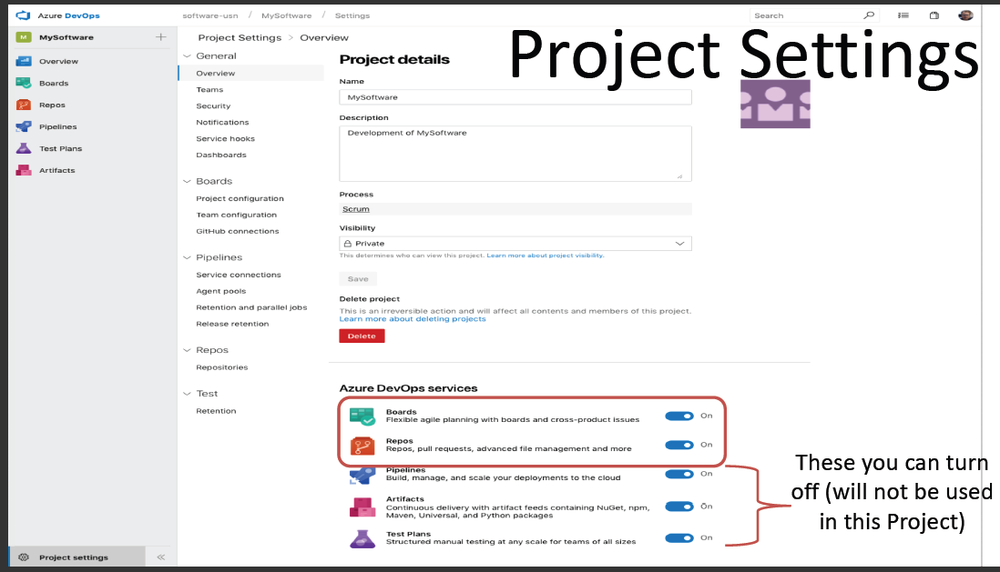 Azure DevOps
software-usn / MySoftware / Settings
Search
Project Settings
M MySoftware +
Overview
Boards
Repos
Pipelines
Test Plans
Artifacts
Project settings
Project Settings > Overview
General
Overview
Teams
Security
Notifications
Service hooks
Dashboards
Boards
Project configuration
Team configuration
GitHub connections
Pipelines
Service connections
Agent pools
Retention and parallel jobs
Release retention
Repos
Repositories
Test
Retention
Project details
Name
MySoftware
Description
Development of MySoftware
Process
Scrum
Visibility
Private
This determines who can view this project. Learn more about project visibility.
Save
Delete project
This is an irreversible action and will affect all contents and members of this project.
Learn more about deleting projects
Delete
Azure DevOps services
Boards
Flexible agile planning with boards and cross-product issues
On
Repos
Repos, pull requests, advanced file management and more
On
Pipelines
Build, manage, and scale your deployments to the cloud
On
Artifacts
Continuous delivery with artifact feeds containing NuGet, npm,
Maven, Universal, and Python packages
On
Test Plans
Structured manual testing at any scale for teams of all sizes
On
These you can turn
off (will not be used
in this Project)